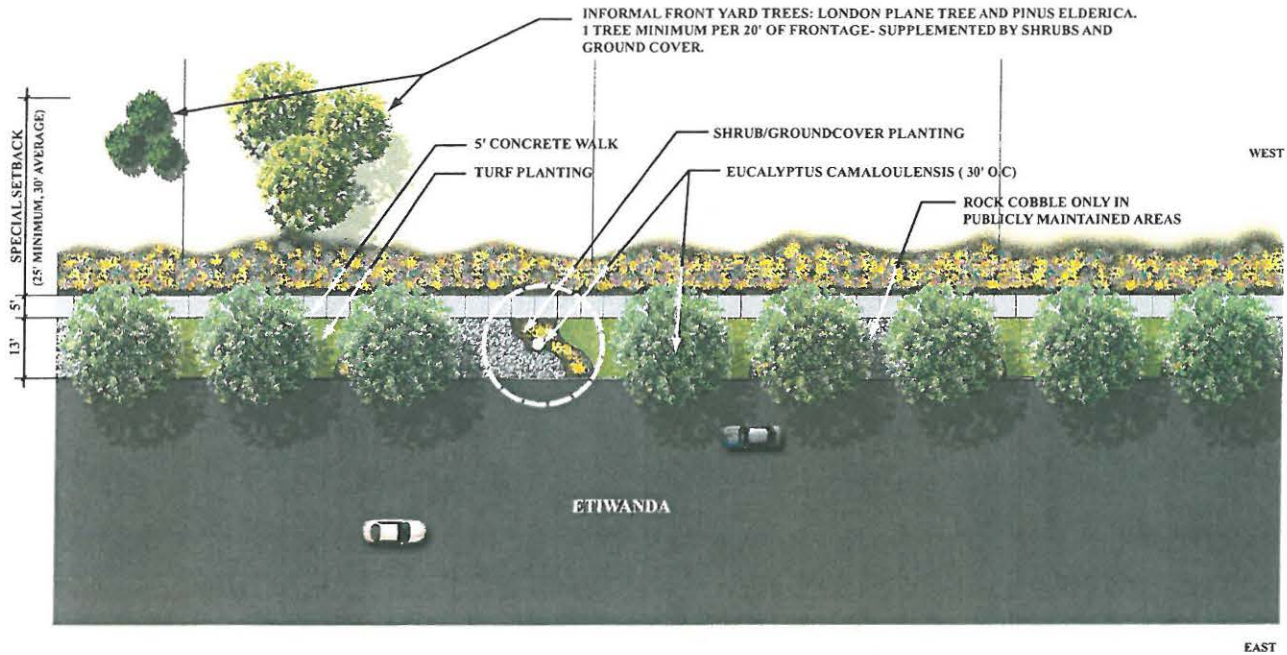 INFORMAL FRONT YARD TREES: LONDON PLANE TREE AND PINUS ELDERICA.
1 TREE MINIMUM PER 20' OF FRONTAGE- SUPPLEMENTED BY SHRUBS AND
GROUND COVER.
SPECIAL SETBACK
(25' MINIMUM, 30' AVERAGE)
5' CONCRETE WALK
TURF PLANTING
SHRUB/GROUNDCOVER PLANTING
EUCALYPTUS CAMALOULENSIS ( 30' O.C)
WEST
ROCK COBBLE ONLY IN
PUBLICLY MAINTAINED AREAS
5'
13'
ETIWANDA
EAST